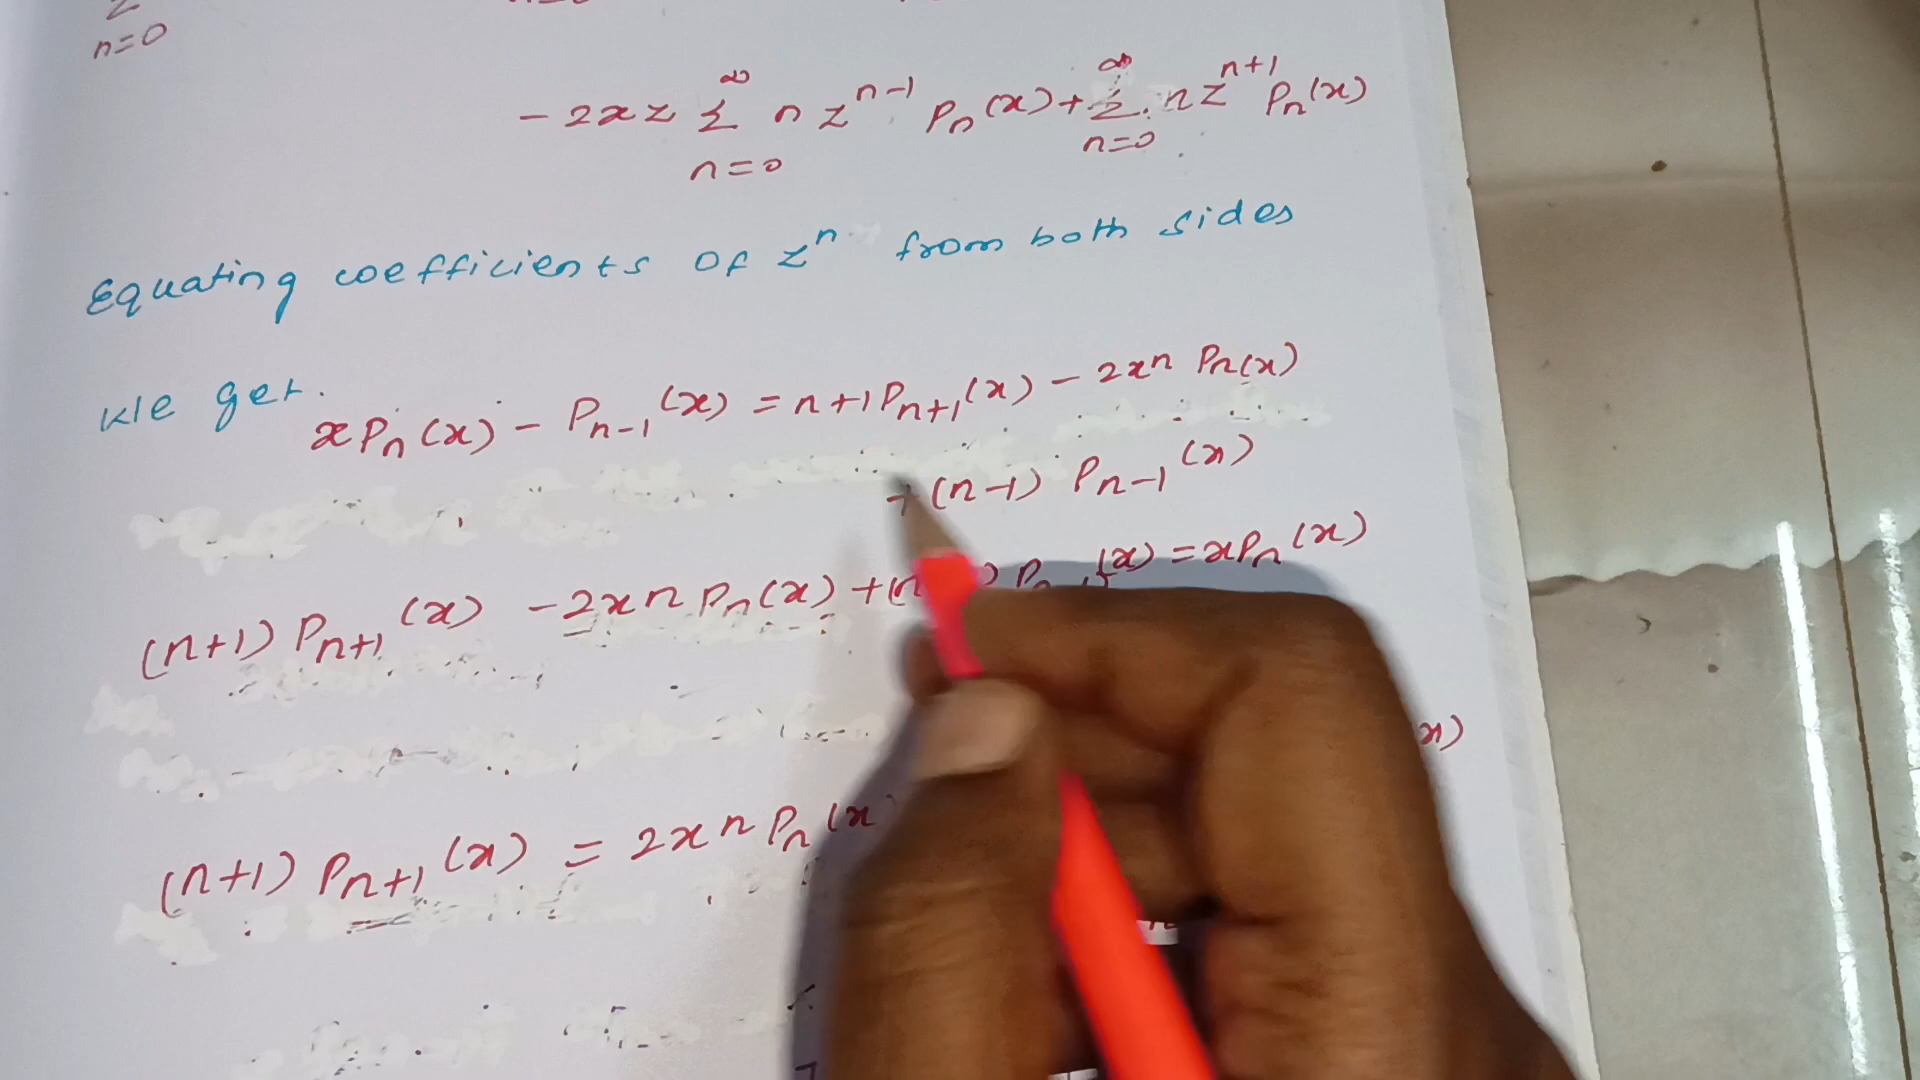 n=0
∞ ∞
- 2xz Σ n z^{n-1} P_n(x) + Σ n z^{n+1} P_n(x)
n=0 n=0
Equating coefficients of z^n from both sides
We get.
xP_n(x) - P_{n-1}(x) = n+1 P_{n+1}(x) - 2xn P_n(x)
+ (n-1) P_{n-1}(x)
(n+1) P_{n+1}(x) - 2xn P_n(x) + (n ) P (x) = xP_n(x)
x)
(n+1) P_{n+1}(x) = 2xn P_n(x)